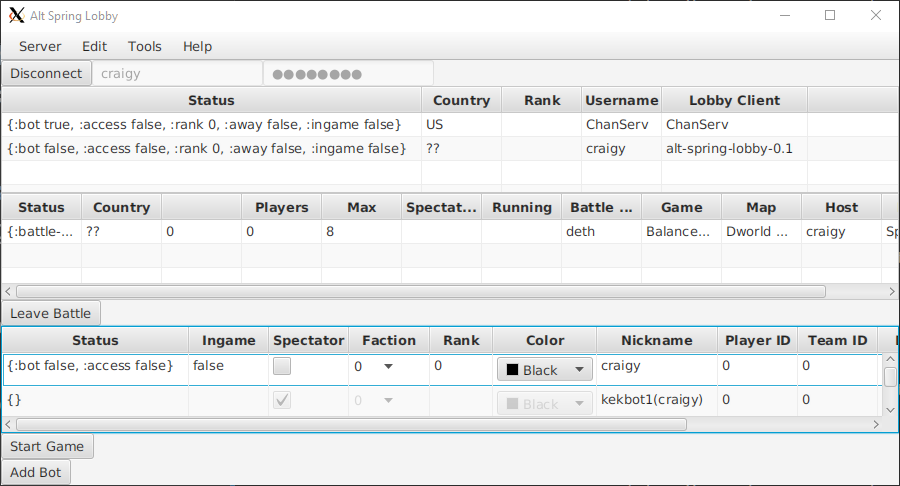 Alt Spring Lobby
Server Edit Tools Help
Disconnect craigy ●●●●●●●●
Status Country Rank Username Lobby Client
{:bot true, :access false, :rank 0, :away false, :ingame false} US ChanServ ChanServ
{:bot false, :access false, :rank 0, :away false, :ingame false} ?? craigy alt-spring-lobby-0.1
Status Country Players Max Spectat... Running Battle ... Game Map Host
{:battle-... ?? 0 0 8 deth Balance... Dworld ... craigy Sp
Leave Battle
Status Ingame Spectator Faction Rank Color Nickname Player ID Team ID
{:bot false, :access false} false 0 0 Black craigy 0 0
{} 0 Black kekbot1(craigy) 0 0
Start Game
Add Bot